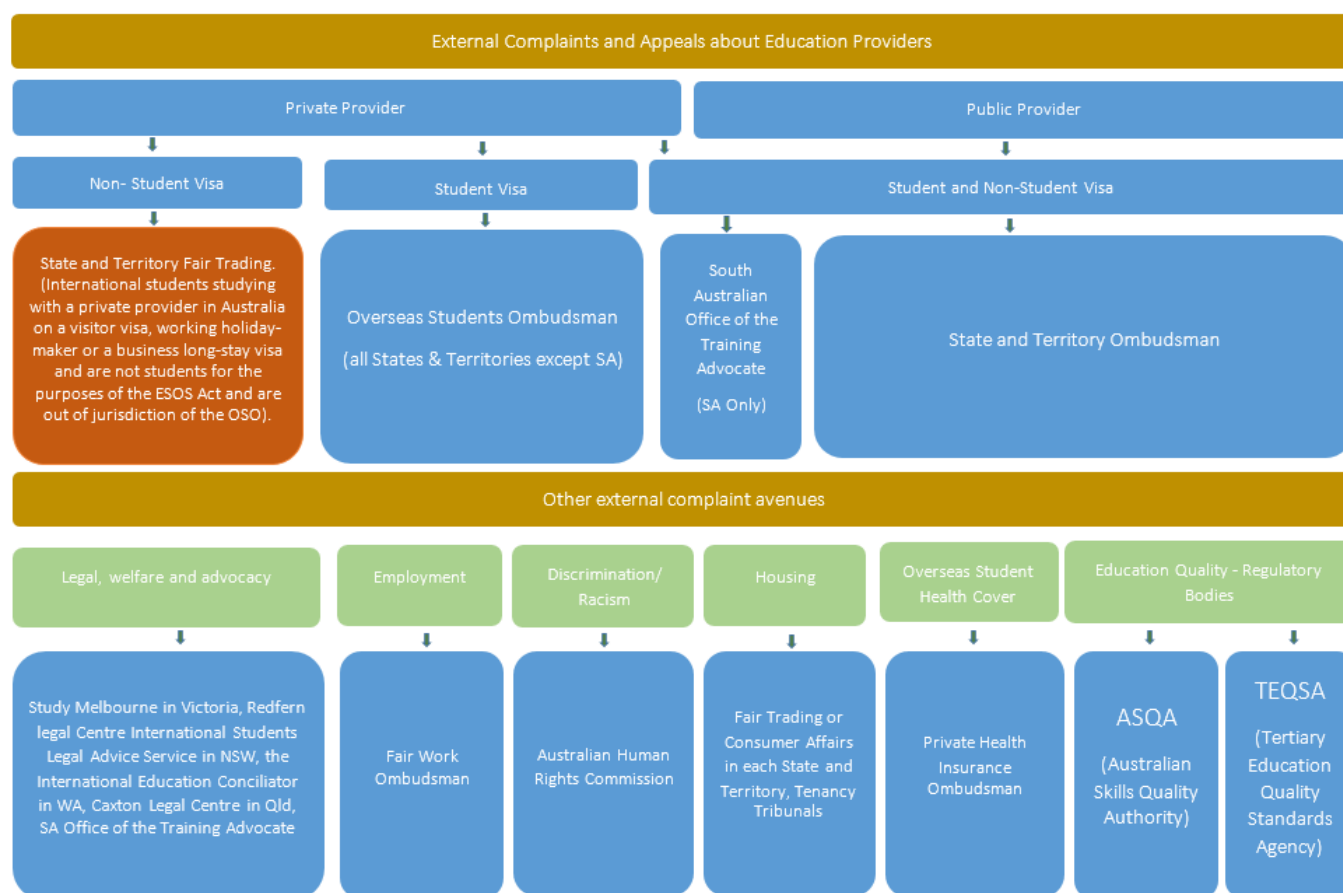 External Complaints and Appeals about Education Providers
Private Provider
Public Provider
Non- Student Visa
Student Visa
Student and Non-Student Visa
State and Territory Fair Trading.
(International students studying
with a private provider in Australia
on a visitor visa, working holiday-
maker or a business long-stay visa
and are not students for the
purposes of the ESOS Act and are
out of jurisdiction of the OSO).
Overseas Students Ombudsman
(all States & Territories except SA)
South
Australian
Office of the
Training
Advocate
(SA Only)
State and Territory Ombudsman
Other external complaint avenues
Legal, welfare and advocacy
Employment
Discrimination/
Racism
Housing
Overseas Student
Health Cover
Education Quality - Regulatory
Bodies
Study Melbourne in Victoria, Redfern
legal Centre International Students
Legal Advice Service in NSW, the
International Education Conciliator
in WA, Caxton Legal Centre in Qld,
SA Office of the Training Advocate
Fair Work
Ombudsman
Australian Human
Rights Commission
Fair Trading or
Consumer Affairs
in each State and
Territory, Tenancy
Tribunals
Private Health
Insurance
Ombudsman
ASQA
(Australian
Skills Quality
Authority)
TEQSA
(Tertiary
Education
Quality
Standards
Agency)